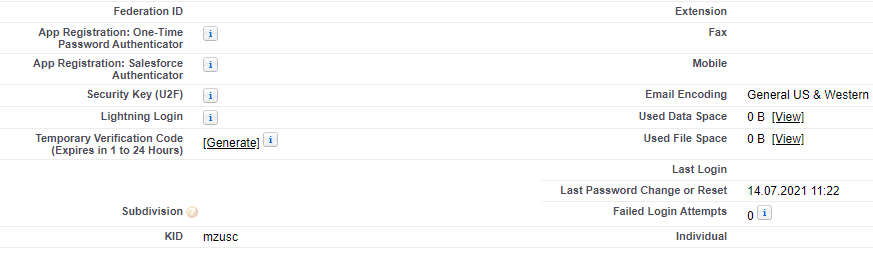 Federation ID
Extension
App Registration: One-Time
Password Authenticator
i
Fax
App Registration: Salesforce
Authenticator
i
Mobile
Security Key (U2F)
i
Email Encoding
General US & Western
Lightning Login
i
Used Data Space
0 B [View]
Temporary Verification Code
(Expires in 1 to 24 Hours)
[Generate] i
Used File Space
0 B [View]
Last Login
Last Password Change or Reset
14.07.2021 11:22
Subdivision ?
Failed Login Attempts
0 i
KID
mzusc
Individual